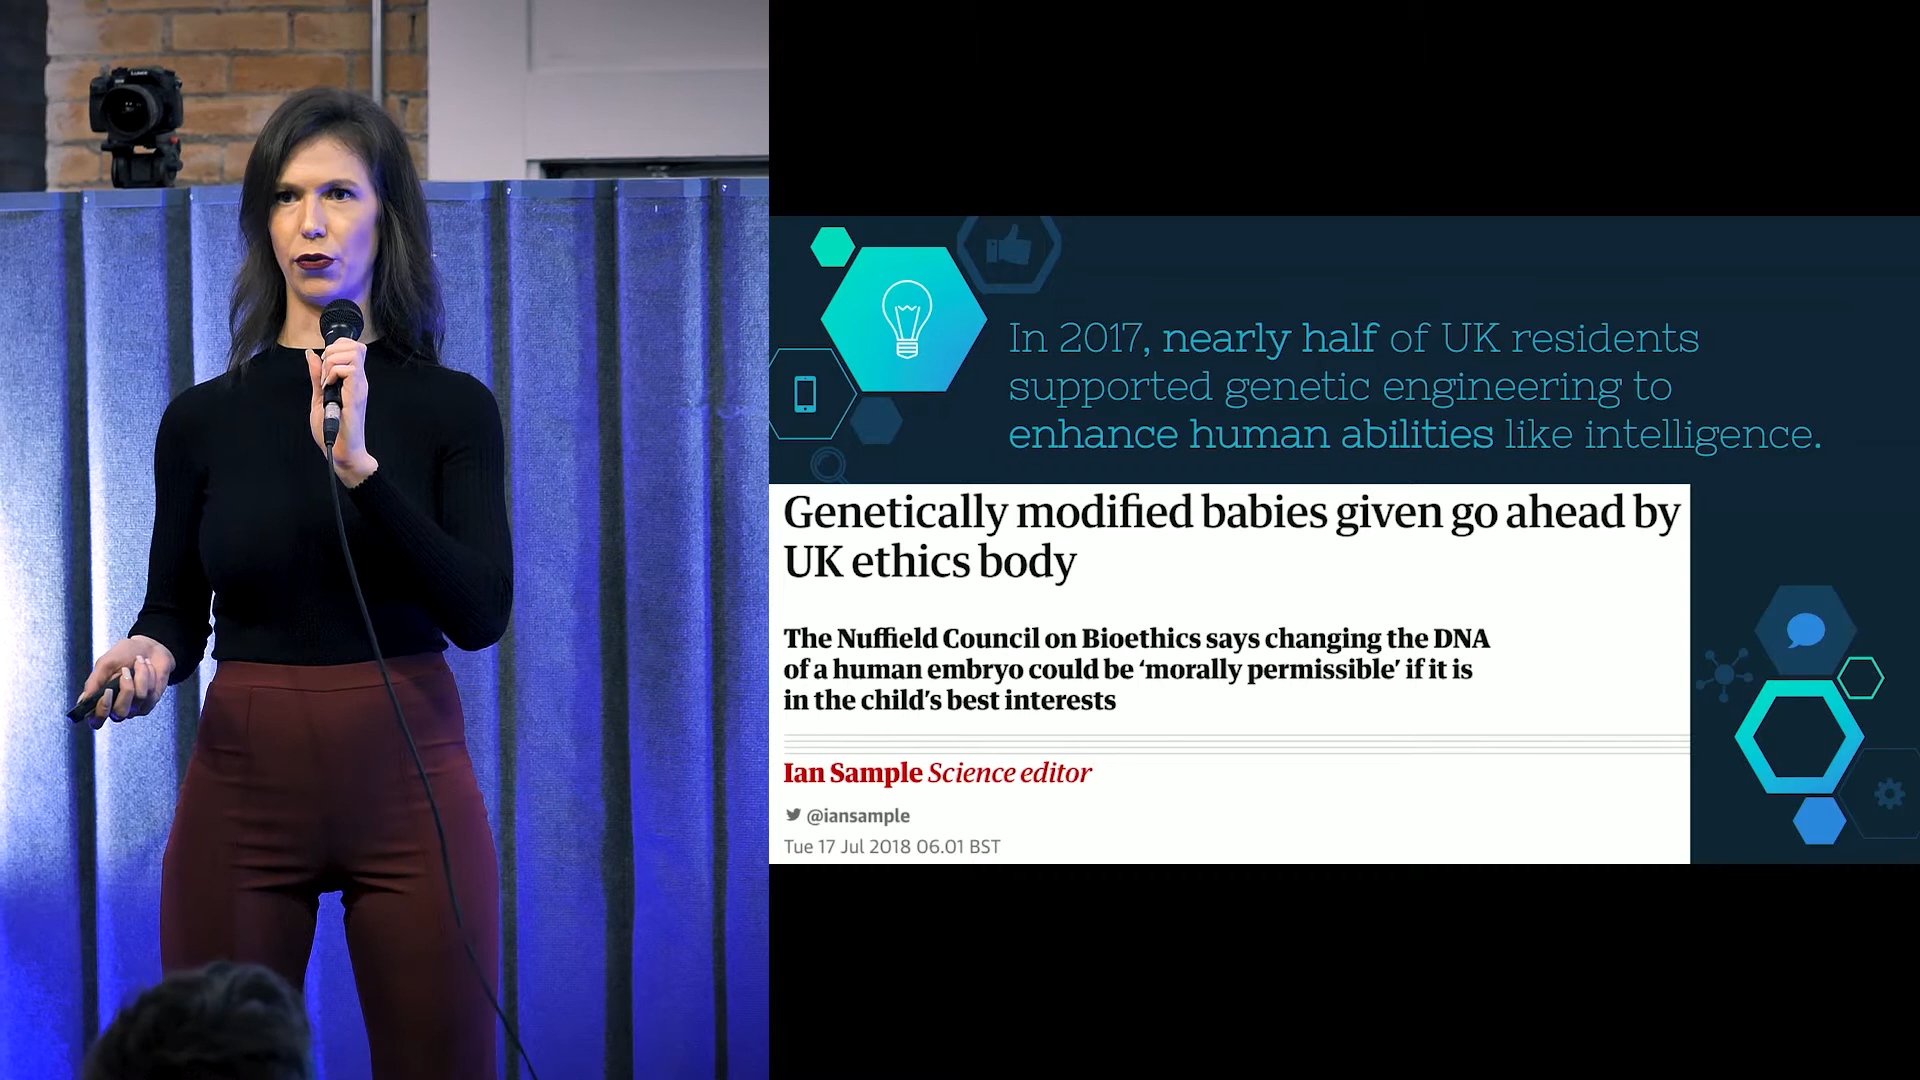 LUMIX
In 2017, nearly half of UK residents
supported genetic engineering to
enhance human abilities like intelligence.
Genetically modified babies given go ahead by
UK ethics body
The Nuffield Council on Bioethics says changing the DNA
of a human embryo could be ‘morally permissible’ if it is
in the child’s best interests
Ian Sample Science editor
@iansample
Tue 17 Jul 2018 06.01 BST